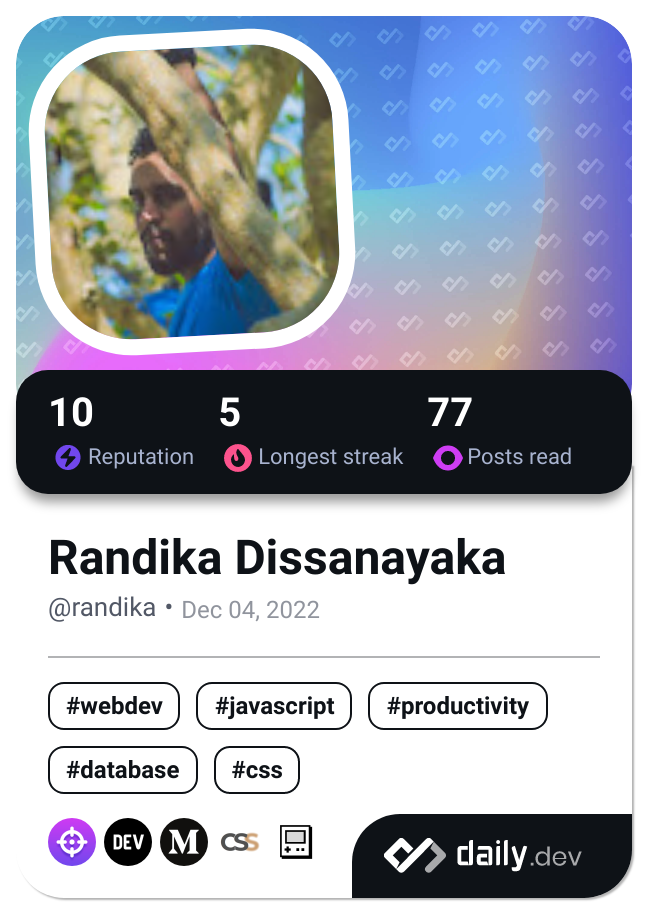 10 5 77
Reputation Longest streak Posts read
Randika Dissanayaka
@randika • Dec 04, 2022
#webdev #javascript #productivity
#database #css
DEV M CSS daily.dev